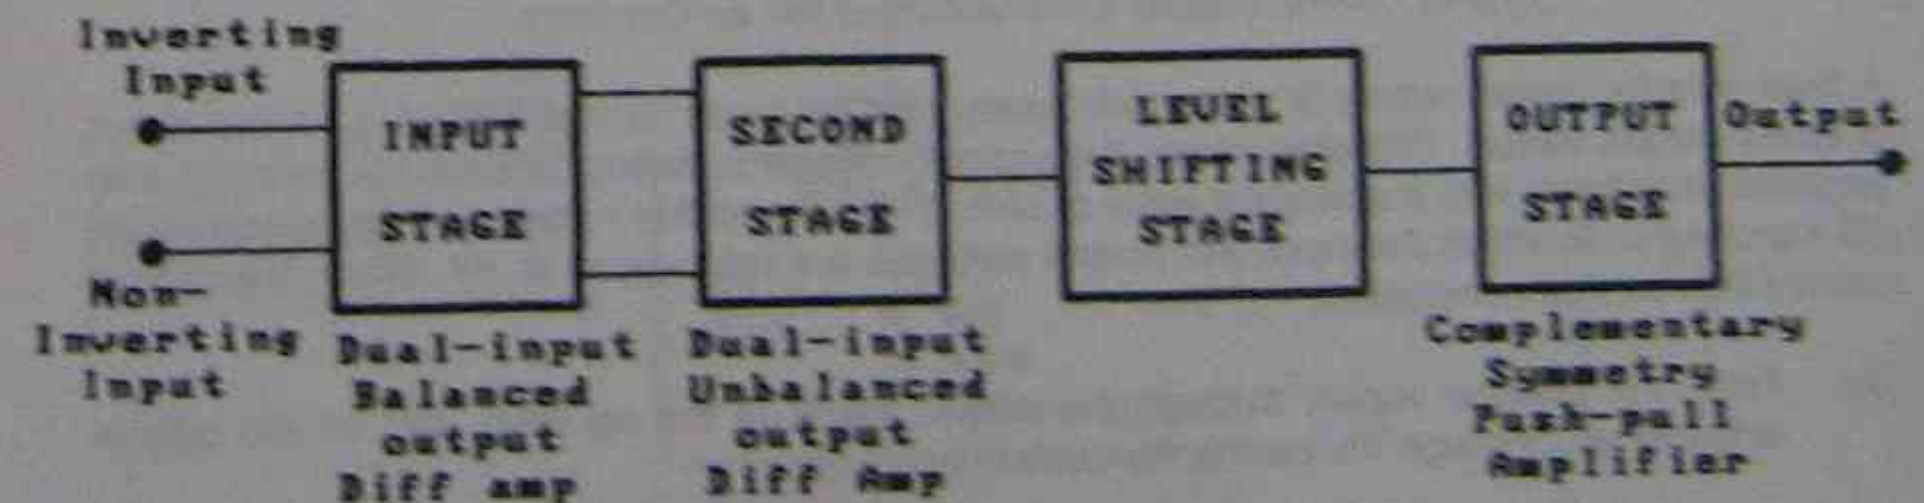 Inverting
Input
INPUT
STAGE
SECOND
STAGE
LEVEL
SHIFTING
STAGE
OUTPUT
STAGE
Output
Non-
Inverting
Input
Dual-input
Balanced
output
Diff amp
Dual-input
Unbalanced
output
Diff Amp
Complementary
Symmetry
Push-pull
Amplifier